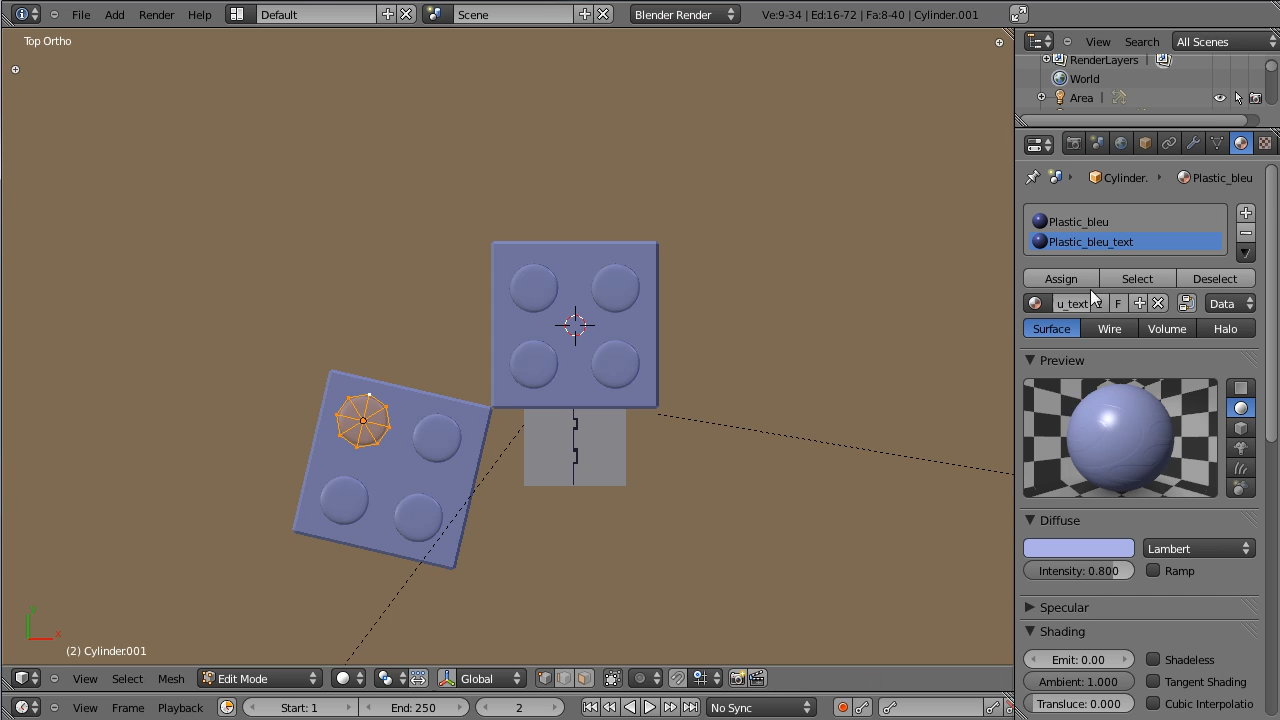 File Add Render Help Default Scene Blender Render Ve:9-34 | Ed:16-72 | Fa:8-40 | Cylinder.001
Top Ortho
View Search All Scenes
RenderLayers |
World
Area |
Cylinder. Plastic_bleu
Plastic_bleu
Plastic_bleu_text
Assign Select Deselect
u_text F Data
Surface Wire Volume Halo
Preview
Diffuse
Lambert
Intensity: 0.800 Ramp
Specular
Shading
Emit: 0.00 Shadeless
Ambient: 1.000 Tangent Shading
Transluce: 0.000 Cubic Interpolatio
x
(2) Cylinder.001
View Select Mesh Edit Mode Global
View Frame Playback Start: 1 End: 250 2 No Sync